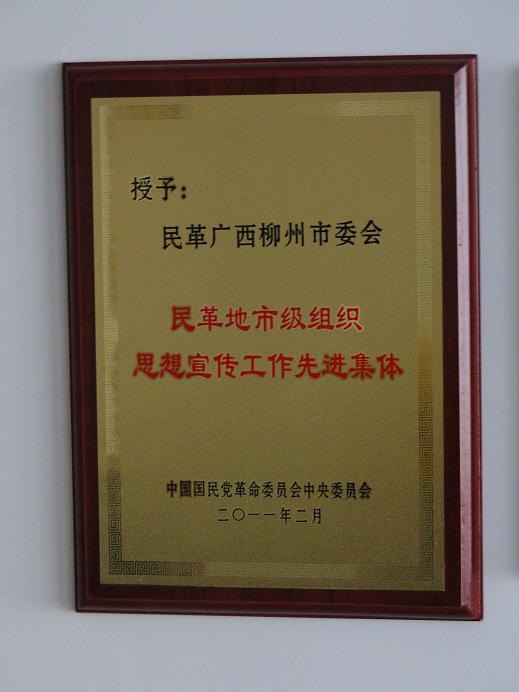 授予：
民革广西柳州市委会
民革地市级组织
思想宣传工作先进集体
中国国民党革命委员会中央委员会
二〇一一年二月